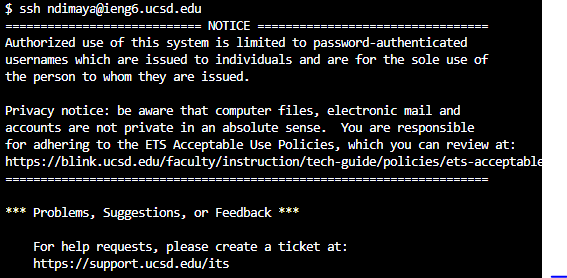 $ ssh ndimaya@ieng6.ucsd.edu
============================ NOTICE =================================
Authorized use of this system is limited to password-authenticated
usernames which are issued to individuals and are for the sole use of
the person to whom they are issued.
Privacy notice: be aware that computer files, electronic mail and
accounts are not private in an absolute sense.  You are responsible
for adhering to the ETS Acceptable Use Policies, which you can review at:
https://blink.ucsd.edu/faculty/instruction/tech-guide/policies/ets-acceptable
=====================================================================
*** Problems, Suggestions, or Feedback ***
For help requests, please create a ticket at:
https://support.ucsd.edu/its